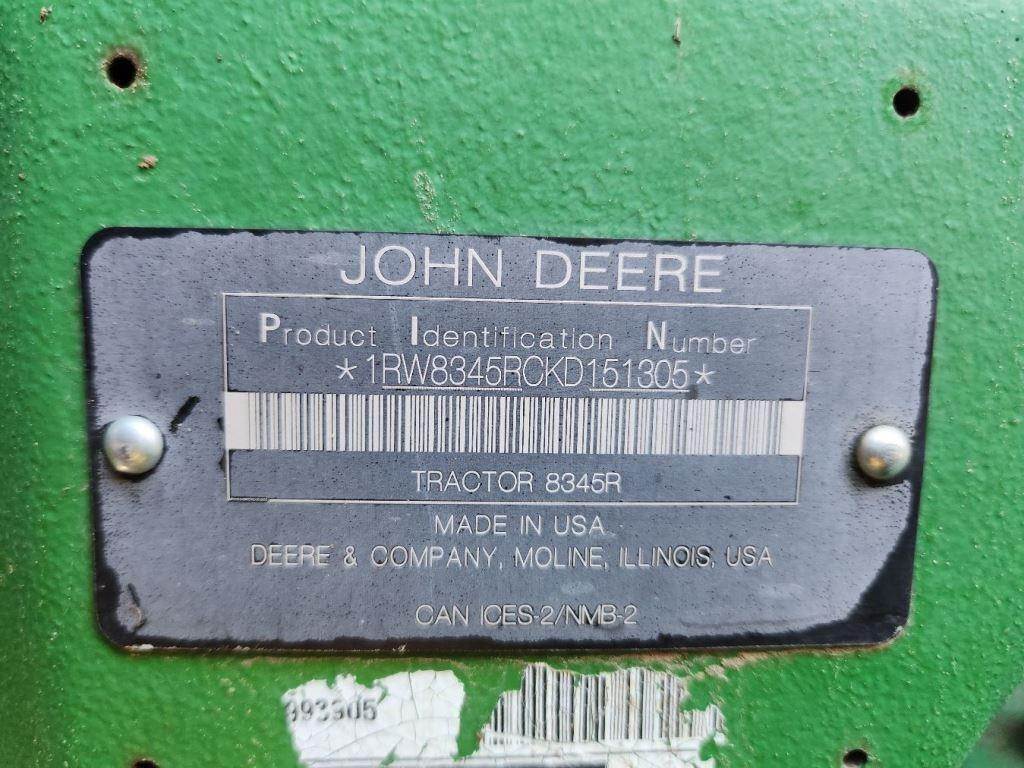 JOHN DEERE
Product Identification Number
*1RW8345RCKD151305*
TRACTOR 8345R
MADE IN USA
DEERE & COMPANY, MOLINE, ILLINOIS, USA
CAN ICES-2/NMB-2